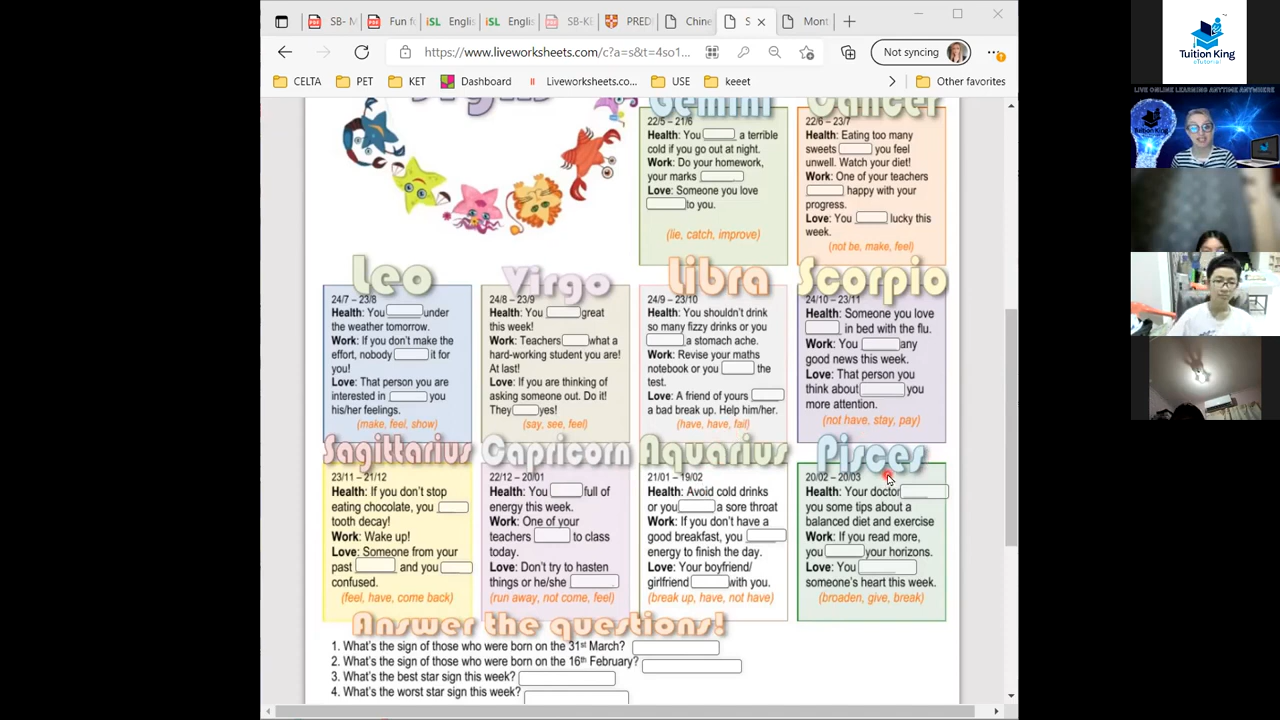 SB- M
Fun fo
iSL Englis
iSL Englis
SB-KE
PREDI
Chine
S
Mont
https://www.liveworksheets.com/c?a=s&t=4so1...
Not syncing
CELTA
PET
KET
Dashboard
Liveworksheets.co...
USE
keeet
Other favorites
Gemini
22/5 – 21/6
Health: You a terrible
cold if you go out at night.
Work: Do your homework,
your marks
Love: Someone you love
to you.
(lie, catch, improve)
Cancer
22/6 – 23/7
Health: Eating too many
sweets you feel
unwell. Watch your diet!
Work: One of your teachers
happy with your
progress.
Love: You lucky this
week.
(not be, make, feel)
Leo
24/7 – 23/8
Health: You under
the weather tomorrow.
Work: If you don't make the
effort, nobody it for
you!
Love: That person you are
interested in you
his/her feelings.
(make, feel, show)
Virgo
24/8 – 23/9
Health: You great
this week!
Work: Teachers what a
hard-working student you are!
At last!
Love: If you are thinking of
asking someone out. Do it!
They yes!
(say, see, feel)
Libra
24/9 – 23/10
Health: You shouldn't drink
so many fizzy drinks or you
a stomach ache.
Work: Revise your maths
notebook or you the
test.
Love: A friend of yours
a bad break up. Help him/her.
(have, have, fail)
Scorpio
24/10 – 23/11
Health: Someone you love
in bed with the flu.
Work: You any
good news this week.
Love: That person you
think about you
more attention.
(not have, stay, pay)
Sagittarius
23/11 – 21/12
Health: If you don't stop
eating chocolate, you
tooth decay!
Work: Wake up!
Love: Someone from your
past and you
confused.
(feel, have, come back)
Capricorn
22/12 – 20/01
Health: You full of
energy this week.
Work: One of your
teachers to class
today.
Love: Don't try to hasten
things or he/she
(run away, not come, feel)
Aquarius
21/01 – 19/02
Health: Avoid cold drinks
or you a sore throat
Work: If you don't have a
good breakfast, you
energy to finish the day.
Love: Your boyfriend/
girlfriend with you.
(break up, have, not have)
Pisces
20/02 – 20/03
Health: Your doctor
you some tips about a
balanced diet and exercise
Work: If you read more,
you your horizons.
Love: You
someone's heart this week.
(broaden, give, break)
Answer the questions!
1. What's the sign of those who were born on the 31st March?
2. What's the sign of those who were born on the 16th February?
3. What's the best star sign this week?
4. What's the worst star sign this week?
Tuition King
eTutorial
LIVE ONLINE LEARNING ANYTIME ANYWHERE
Tuition King